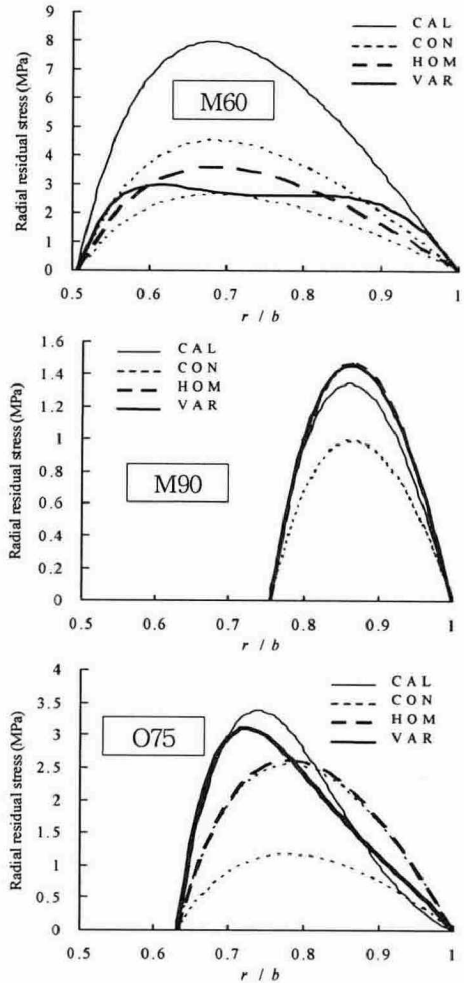 9
8
7
6
5
4
3
2
1
0
Radial residual stress (MPa)
M60
CAL
CON
HOM
VAR
0.5 0.6 0.7 0.8 0.9 1
r / b
1.6
1.4
1.2
1
0.8
0.6
0.4
0.2
0
Radial residual stress (MPa)
CAL
CON
HOM
VAR
M90
0.5 0.6 0.7 0.8 0.9 1
r / b
4
3.5
3
2.5
2
1.5
1
0.5
0
Radial residual stress (MPa)
O75
CAL
CON
HOM
VAR
0.5 0.6 0.7 0.8 0.9 1
r / b